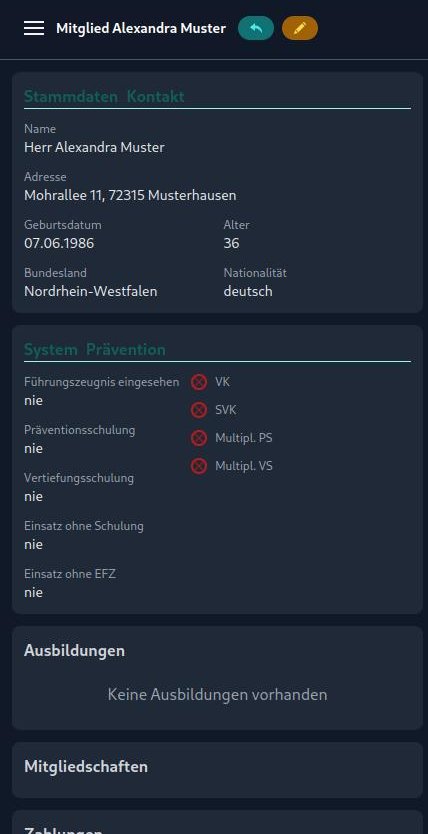 Mitglied Alexandra Muster
Stammdaten Kontakt
Name
Herr Alexandra Muster
Adresse
Mohrallee 11, 72315 Musterhausen
Geburtsdatum Alter
07.06.1986 36
Bundesland Nationalität
Nordrhein-Westfalen deutsch
System Prävention
Führungszeugnis eingesehen VK
nie
SVK
Präventionsschulung Multipl. PS
nie
Multipl. VS
Vertiefungsschulung
nie
Einsatz ohne Schulung
nie
Einsatz ohne EFZ
nie
Ausbildungen
Keine Ausbildungen vorhanden
Mitgliedschaften
Zahlungen